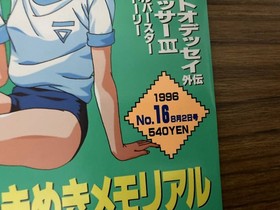 トオデッセイ外伝
ッサーIII
バースター
ーリー
1996
No.16 8月2日号
540YEN
きめきメモリアル